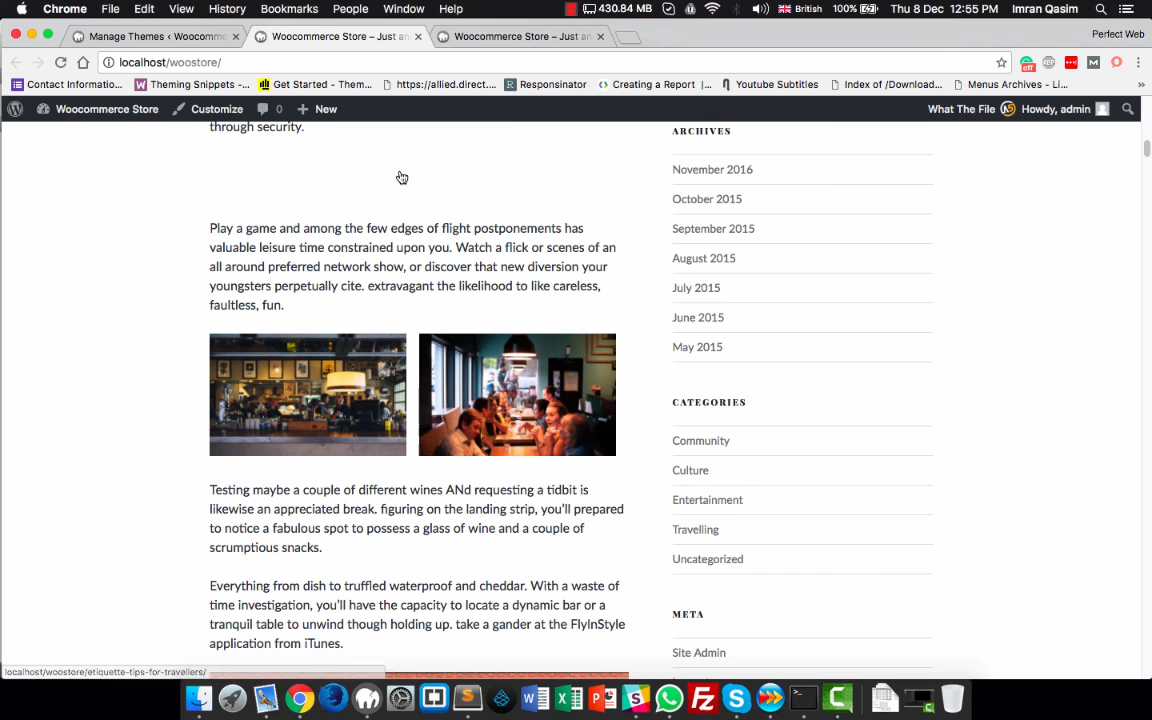 Chrome File Edit View History Bookmarks People Window Help 430.84 MB British 100% Thu 8 Dec 12:55 PM Imran Qasim
Manage Themes ‹ Woocomme Woocommerce Store – Just an Woocommerce Store – Just an Perfect Web
localhost/woostore/
Contact Information... Theming Snippets -... Get Started - Them... https://allied.direct... Responsinator Creating a Report |... Youtube Subtitles Index of /Download... Menus Archives - Li... »
Woocommerce Store Customize 0 New What The File Howdy, admin
through security.
Play a game and among the few edges of flight postponements has
valuable leisure time constrained upon you. Watch a flick or scenes of an
all around preferred network show, or discover that new diversion your
youngsters perpetually cite. extravagant the likelihood to like careless,
faultless, fun.
Testing maybe a couple of different wines ANd requesting a tidbit is
likewise an appreciated break. figuring on the landing strip, you'll prepared
to notice a fabulous spot to possess a glass of wine and a couple of
scrumptious snacks.
Everything from dish to truffled waterproof and cheddar. With a waste of
time investigation, you'll have the capacity to locate a dynamic bar or a
tranquil table to unwind though holding up. take a gander at the FlyInStyle
application from iTunes.
ARCHIVES
November 2016
October 2015
September 2015
August 2015
July 2015
June 2015
May 2015
CATEGORIES
Community
Culture
Entertainment
Travelling
Uncategorized
META
Site Admin
localhost/woostore/etiquette-tips-for-travellers/